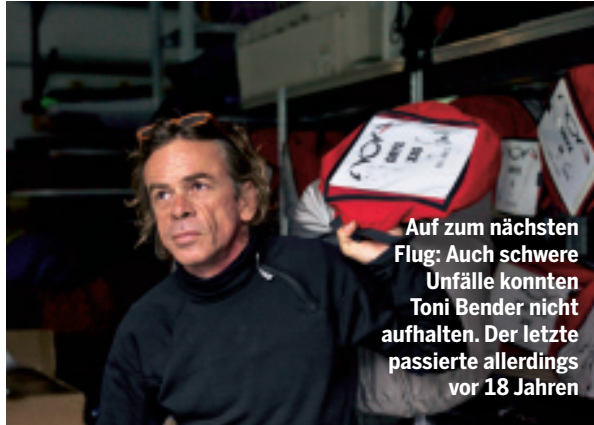 Auf zum nächsten
Flug: Auch schwere
Unfälle konnten
Toni Bender nicht
aufhalten. Der letzte
passierte allerdings
vor 18 Jahren